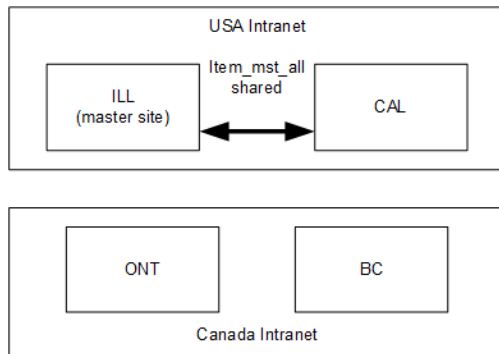 USA Intranet
Item_mst_all
shared
ILL
(master site)
CAL
ONT
BC
Canada Intranet